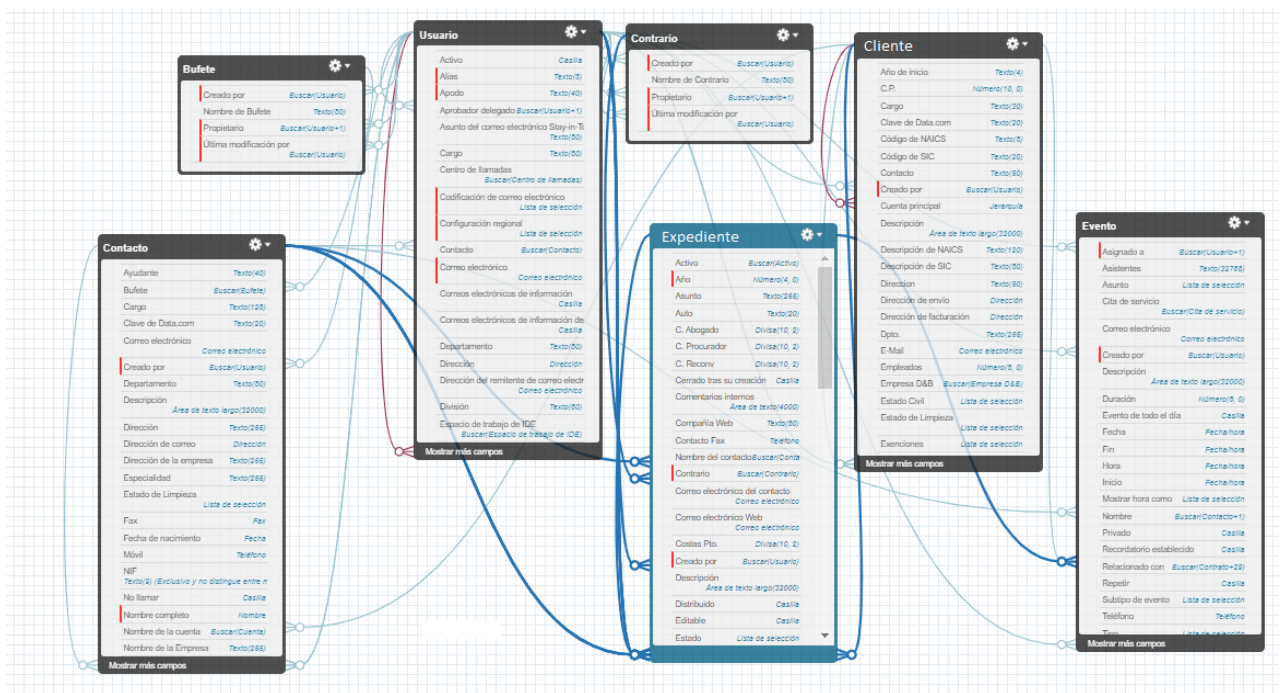 Bufete
Creado por Buscar(Usuario)
Nombre de Bufete Texto(50)
Propietario Buscar(Usuario+1)
Última modificación por
Buscar(Usuario)
Usuario
Activo Casilla
Alias Texto(8)
Apodo Texto(40)
Aprobador delegado Buscar(Usuario+1)
Asunto del correo electrónico Stay-in-To
Texto(80)
Cargo Texto(80)
Centro de llamadas
Buscar(Centro de llamadas)
Codificación de correo electrónico
Lista de selección
Configuración regional
Lista de selección
Contacto Buscar(Contacto)
Correo electrónico
Correo electrónico
Correos electrónicos de información
Casilla
Correos electrónicos de información de
Casilla
Departamento Texto(80)
Dirección Dirección
Dirección del remitente de correo electr
Correo electrónico
División Texto(80)
Espacio de trabajo de IDE
Buscar(Espacio de trabajo de IDE)
Mostrar más campos
Contrario
Creado por Buscar(Usuario)
Nombre de Contrario Texto(50)
Propietario Buscar(Usuario+1)
Última modificación por
Buscar(Usuario)
Cliente
Año de inicio Texto(4)
C.P. Número(10, 0)
Cargo Texto(30)
Clave de Data.com Texto(20)
Código de NAICS Texto(8)
Código de SIC Texto(20)
Contacto Texto(50)
Creado por Buscar(Usuario)
Cuenta principal Jerarquía
Descripción
Área de texto largo(32000)
Descripción de NAICS Texto(120)
Descripción de SIC Texto(80)
Direccion Texto(50)
Dirección de envío Dirección
Dirección de facturación Dirección
Dpto. Texto(255)
E-Mail Correo electrónico
Empleados Número(8, 0)
Empresa D&B Buscar(Empresa D&B)
Estado Civil Lista de selección
Estado de Limpieza
Lista de selección
Exenciones Lista de selección
Mostrar más campos
Contacto
Ayudante Texto(40)
Bufete Buscar(Bufete)
Cargo Texto(128)
Clave de Data.com Texto(20)
Correo electrónico
Correo electrónico
Creado por Buscar(Usuario)
Departamento Texto(80)
Descripción
Área de texto largo(32000)
Dirección Texto(255)
Dirección de correo Dirección
Dirección de la empresa Texto(255)
Especialidad Texto(255)
Estado de Limpieza
Lista de selección
Fax Fax
Fecha de nacimiento Fecha
Móvil Teléfono
NIF
Texto(9) (Exclusivo y no distingue entre m
No llamar Casilla
Nombre completo Nombre
Nombre de la cuenta Buscar(Cuenta)
Nombre de la Empresa Texto(255)
Mostrar más campos
Expediente
Activo Buscar(Activo)
Año Número(4, 0)
Asunto Texto(255)
Auto Texto(20)
C. Abogado Divisa(10, 2)
C. Procurador Divisa(10, 2)
C. Reconv Divisa(10, 2)
Cerrado tras su creación Casilla
Comentarios internos
Área de texto(4000)
Compañía Web Texto(80)
Contacto Fax Teléfono
Nombre del contacto Buscar(Conta
Contrario Buscar(Contrario)
Correo electrónico del contacto
Correo electrónico
Correo electrónico Web
Correo electrónico
Costas Pto. Divisa(10, 2)
Creado por Buscar(Usuario)
Descripción
Área de texto largo(32000)
Distribuido Casilla
Editable Casilla
Estado Lista de selección
Evento
Asignado a Buscar(Usuario+1)
Asistentes Texto(32765)
Asunto Lista de selección
Cita de servicio
Buscar(Cita de servicio)
Correo electrónico
Correo electrónico
Creado por Buscar(Usuario)
Descripción
Área de texto largo(32000)
Duración Número(8, 0)
Evento de todo el día Casilla
Fecha Fecha/hora
Fin Fecha/hora
Hora Fecha/hora
Inicio Fecha/hora
Mostrar hora como Lista de selección
Nombre Buscar(Contacto+1)
Privado Casilla
Recordatorio establecido Casilla
Relacionado con Buscar(Contrato+29)
Repetir Casilla
Subtipo de evento Lista de selección
Teléfono Teléfono
Tipo Lista de selección
Mostrar más campos